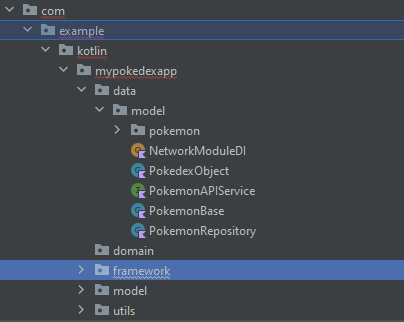 com
example
kotlin
mypokedexapp
data
model
pokemon
NetworkModuleDI
PokedexObject
PokemonAPIService
PokemonBase
PokemonRepository
domain
framework
model
utils